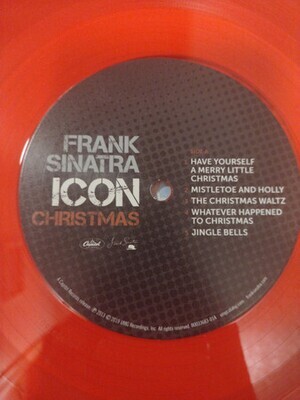 FRANK
SINATRA
ICON
CHRISTMAS
Capitol
HAVE YOURSELF
A MERRY LITTLE
CHRISTMAS
MISTLETOE AND HOLLY
THE CHRISTMAS WALTZ
WHATEVER HAPPENED
TO CHRISTMAS
JINGLE BELLS